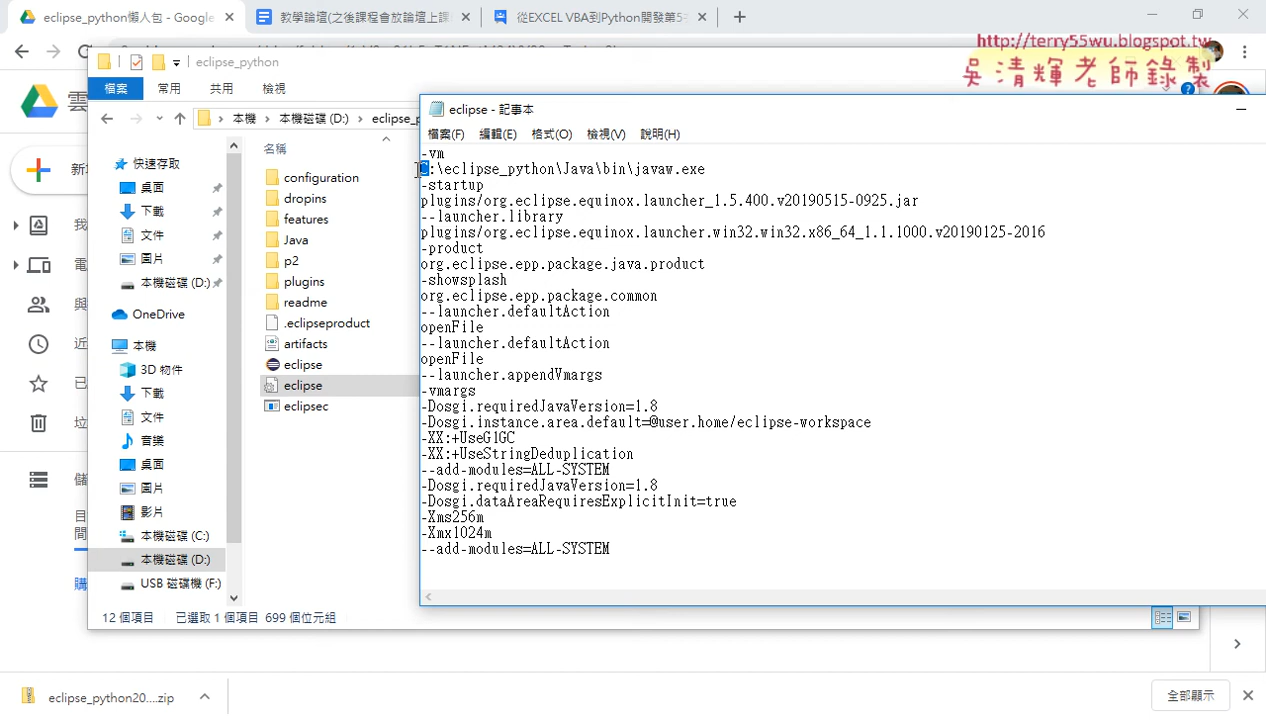 eclipse_python懶人包 - Google
教學論壇(之後課程會放論壇上課
從EXCEL VBA到Python開發第5
http://terry55wu.blogspot.tw
吳清輝老師錄製
eclipse_python
檔案 常用 共用 檢視
本機 本機磁碟 (D:) eclipse_p
名稱
快速存取
桌面
下載
文件
圖片
本機磁碟 (D:)
OneDrive
本機
3D 物件
下載
文件
音樂
桌面
圖片
影片
本機磁碟 (C:)
本機磁碟 (D:)
USB 磁碟機 (F:)
configuration
dropins
features
Java
p2
plugins
readme
.eclipseproduct
artifacts
eclipse
eclipse
eclipsec
12 個項目 已選取 1 個項目 699 個位元組
eclipse - 記事本
檔案(F) 編輯(E) 格式(O) 檢視(V) 說明(H)
-vm
:\eclipse_python\Java\bin\javaw.exe
-startup
plugins/org.eclipse.equinox.launcher_1.5.400.v20190515-0925.jar
--launcher.library
plugins/org.eclipse.equinox.launcher.win32.win32.x86_64_1.1.1000.v20190125-2016
-product
org.eclipse.epp.package.java.product
-showsplash
org.eclipse.epp.package.common
--launcher.defaultAction
openFile
--launcher.defaultAction
openFile
--launcher.appendVmargs
-vmargs
-Dosgi.requiredJavaVersion=1.8
-Dosgi.instance.area.default=@user.home/eclipse-workspace
-XX:+UseG1GC
-XX:+UseStringDeduplication
--add-modules=ALL-SYSTEM
-Dosgi.requiredJavaVersion=1.8
-Dosgi.dataAreaRequiresExplicitInit=true
-Xms256m
-Xmx1024m
--add-modules=ALL-SYSTEM
eclipse_python20....zip
全部顯示